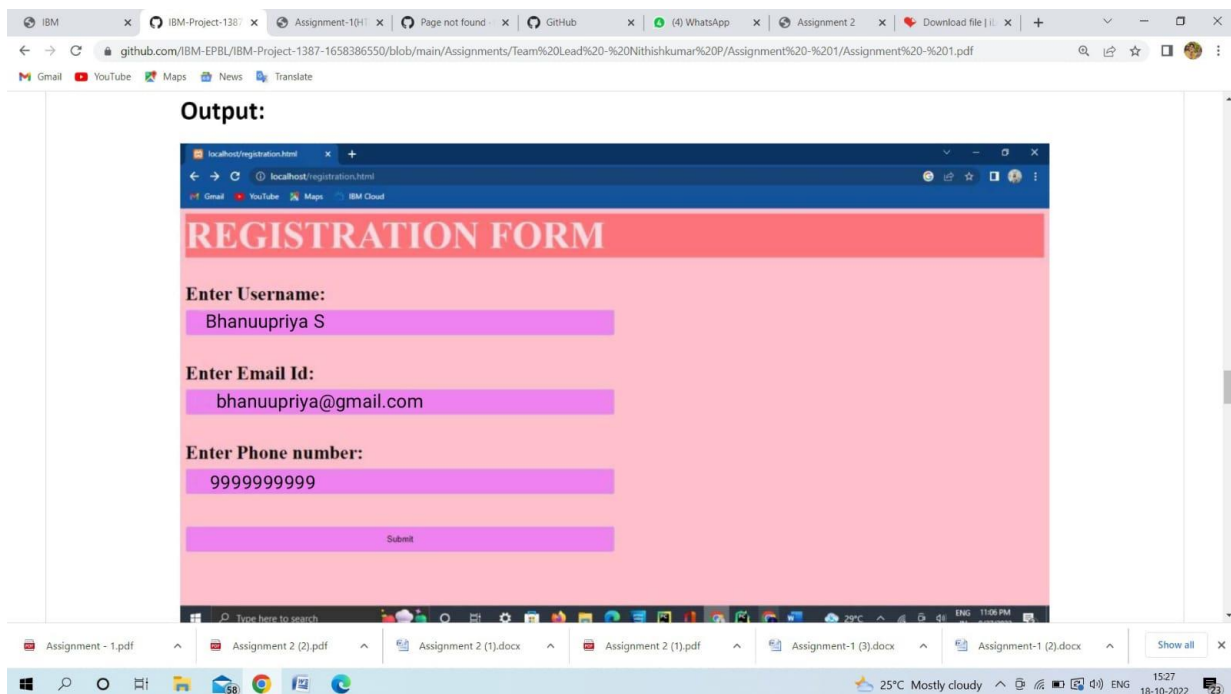 IBM
IBM-Project-1387
Assignment-1(HT
Page not found
GitHub
(4) WhatsApp
Assignment 2
Download file | iL
github.com/IBM-EPBL/IBM-Project-1387-1658386550/blob/main/Assignments/Team%20Lead%20-%20Nithishkumar%20P/Assignment%20-%201/Assignment%20-%201.pdf
Gmail YouTube Maps News Translate
Output:
localhost/registration.html
localhost/registration.html
Gmail YouTube Maps IBM Cloud
REGISTRATION FORM
Enter Username:
Bhanuupriya S
Enter Email Id:
bhanuupriya@gmail.com
Enter Phone number:
9999999999
Submit
Type here to search 29°C ENG 11:06 PM
Assignment - 1.pdf Assignment 2 (2).pdf Assignment 2 (1).docx Assignment 2 (1).pdf Assignment-1 (3).docx Assignment-1 (2).docx Show all
58 25°C Mostly cloudy ENG 15:27
18-10-2022 22